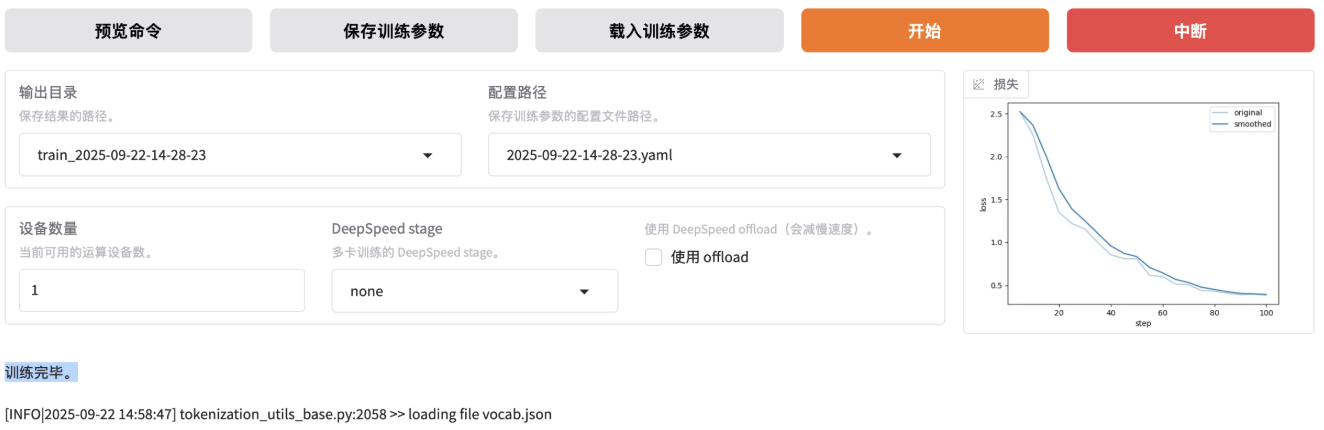 预览命令
保存训练参数
载入训练参数
开始
中断
输出目录
保存结果的路径。
train_2025-09-22-14-28-23
配置路径
保存训练参数的配置文件路径。
2025-09-22-14-28-23.yaml
损失
original
smoothed
2.5
2.0
1.5
1.0
0.5
loss
20 40 60 80 100
step
设备数量
当前可用的运算设备数。
1
DeepSpeed stage
多卡训练的 DeepSpeed stage。
none
使用 DeepSpeed offload（会减慢速度）。
使用 offload
训练完毕。
[INFO|2025-09-22 14:58:47] tokenization_utils_base.py:2058 >> loading file vocab.json